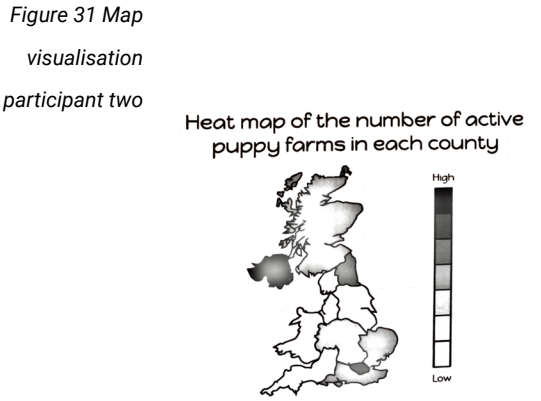 Figure 31 Map
visualisation
participant two
Heat map of the number of active
puppy farms in each county
High
Low